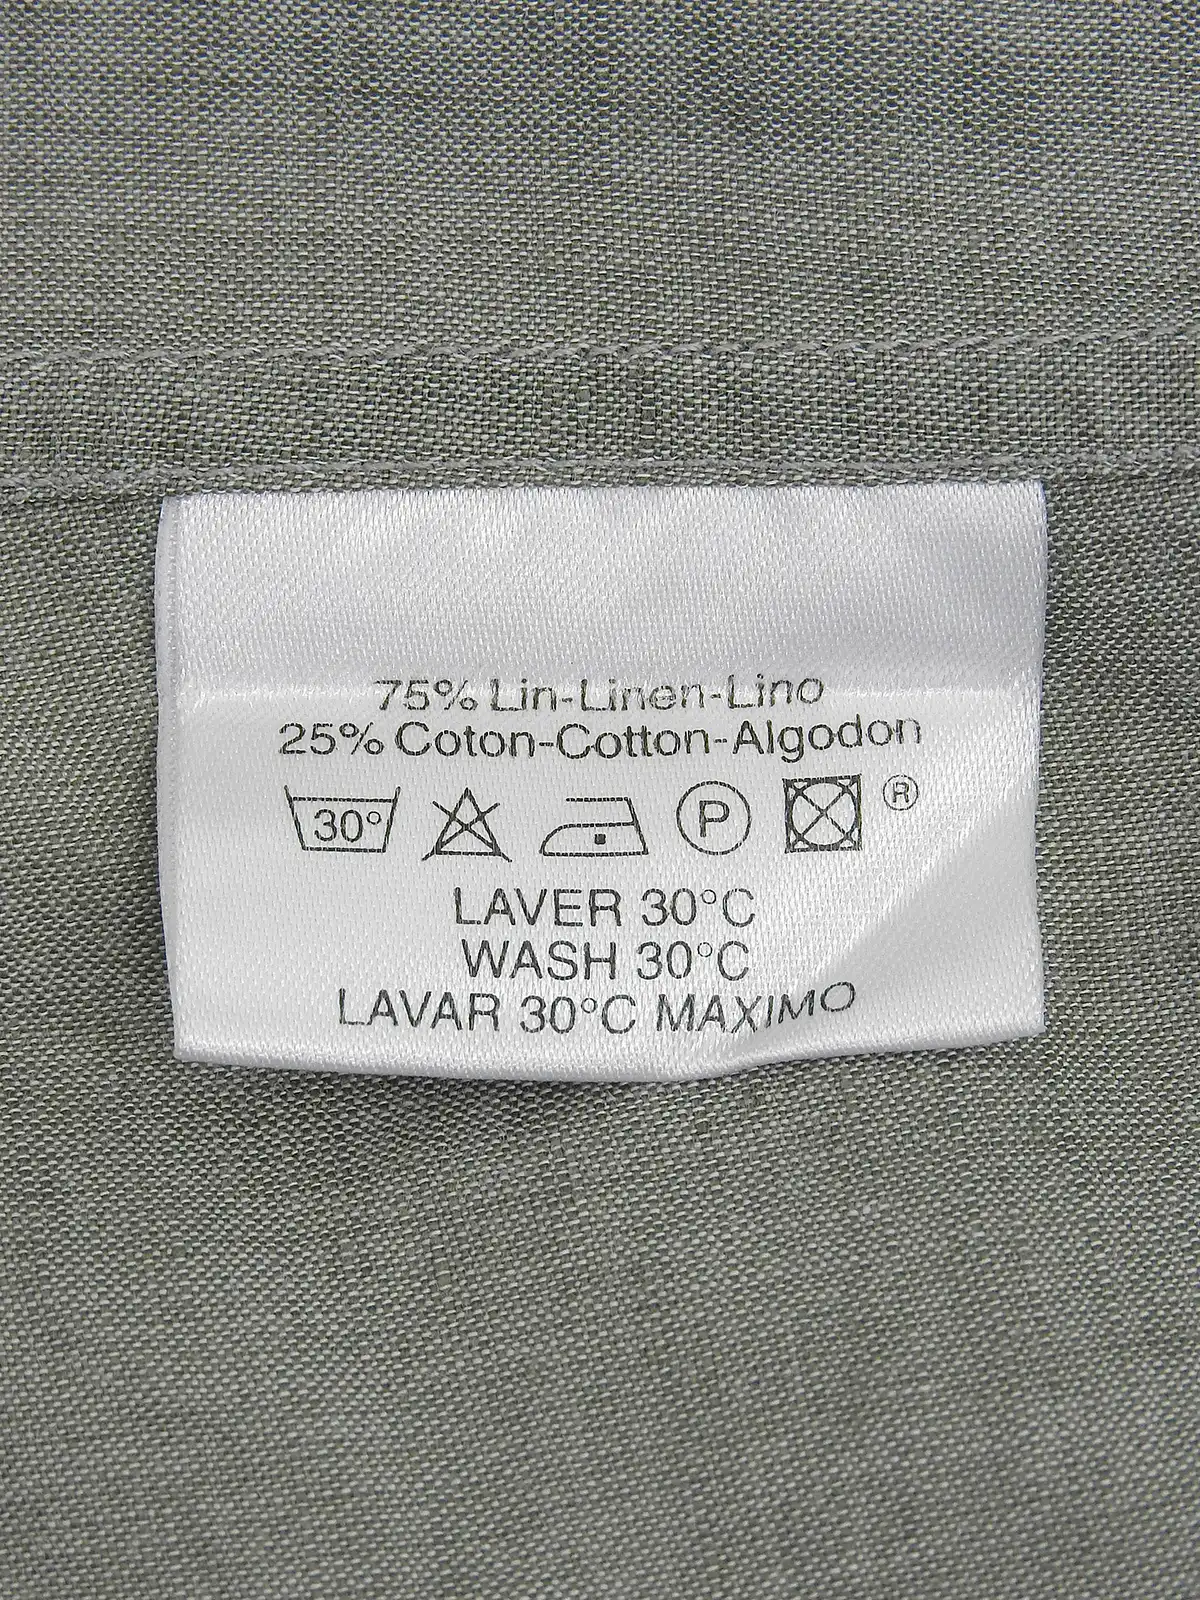 75% Lin-Linen-Lino
25% Coton-Cotton-Algodon
30° P ®
LAVER 30°C
WASH 30°C
LAVAR 30°C MAXIMO